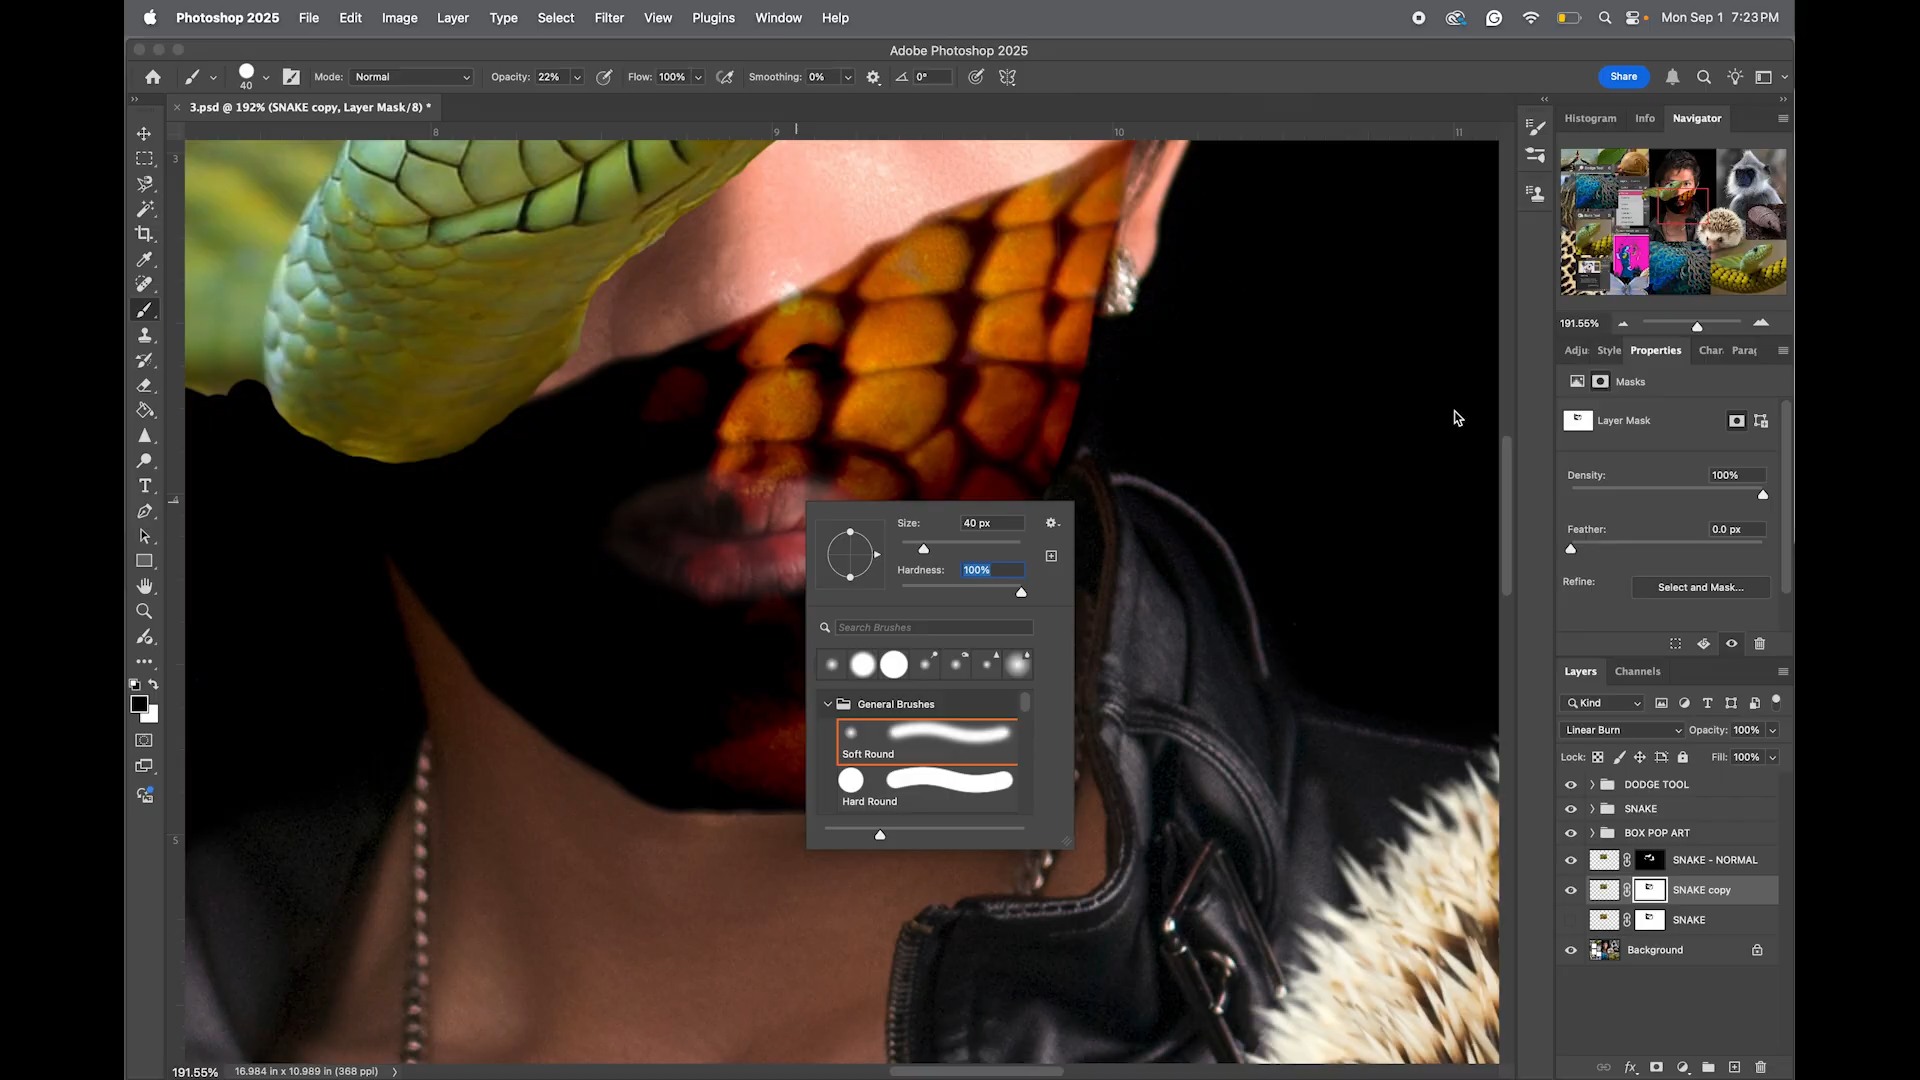 Photoshop 2025 File Edit Image Layer Type Select Filter View Plugins Window Help Mon Sep 1 7:23 PM
Adobe Photoshop 2025
40 Mode: Normal Opacity: 22% Flow: 100% Smoothing: 0% 0° Share
3.psd @ 192% (SNAKE copy, Layer Mask/8) *
8 9 10 11
3
4
5
Histogram Info Navigator
191.55%
Adju Style Properties Char Parag
Masks
Layer Mask
Density: 100%
Feather: 0.0 px
Refine: Select and Mask...
Size: 40 px
Hardness: 100%
Search Brushes
General Brushes
Soft Round
Hard Round
Layers Channels
Kind
Linear Burn Opacity: 100%
Lock: Fill: 100%
DODGE TOOL
SNAKE
BOX POP ART
SNAKE - NORMAL
SNAKE copy
SNAKE
Background
191.55% 16.984 in x 10.989 in (368 ppi)